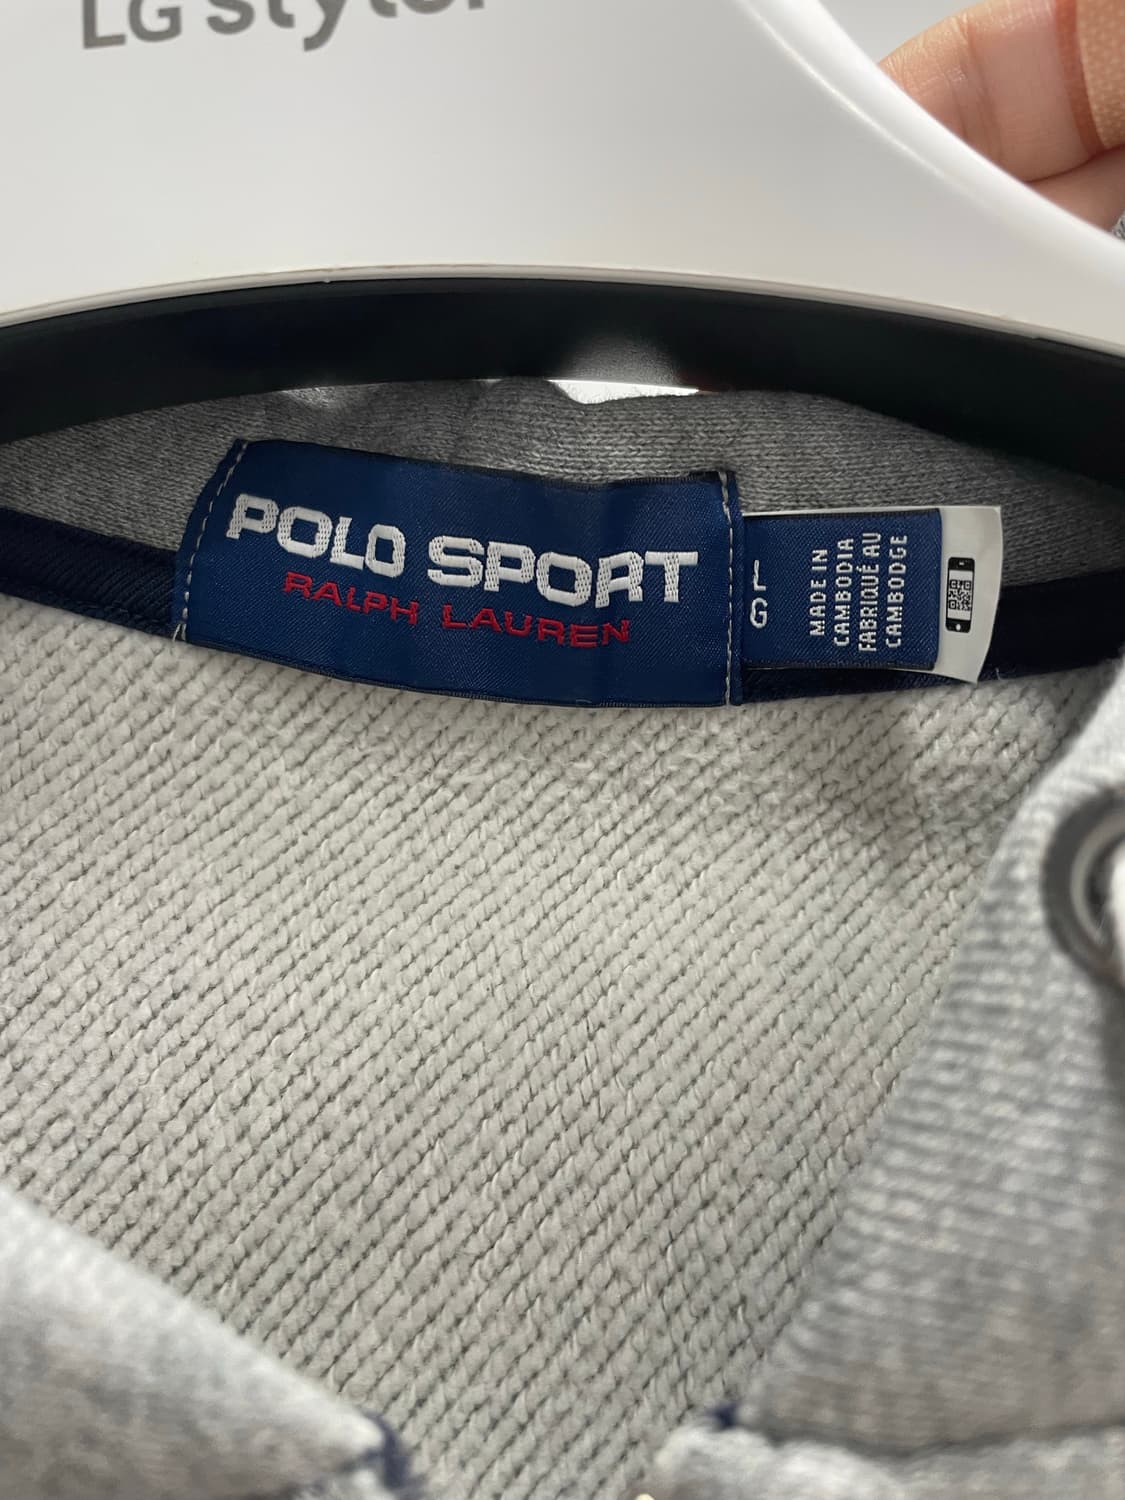 LG styler
POLO SPORT
RALPH LAUREN
L
G
MADE IN
CAMBODIA
FABRIQUÉ AU
CAMBODGE